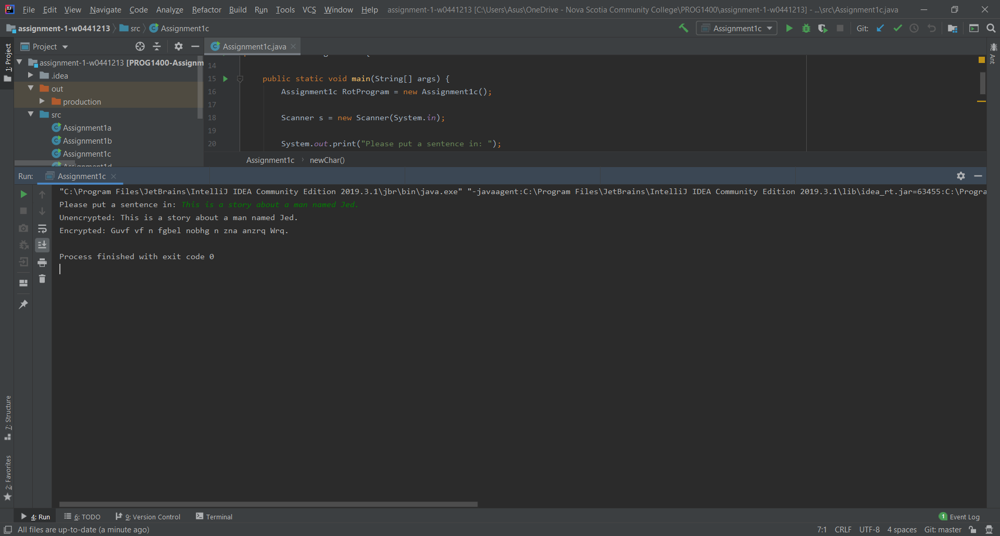 File Edit View Navigate Code Analyze Refactor Build Run Tools VCS Window Help assignment-1-w0441213 [C:\Users\Asus\OneDrive - Nova Scotia Community College\PROG1400\assignment-1-w0441213] - ...\src\Assignment1c.java
assignment-1-w0441213 src Assignment1c
Assignment1c Git:
1: Project
Project
Assignment1c.java
Ant
assignment-1-w0441213 [PROG1400-Assignm
.idea
out
production
src
Assignment1a
Assignment1b
Assignment1c
Assignment1d
14
15 public static void main(String[] args) {
16 Assignment1c RotProgram = new Assignment1c();
17
18 Scanner s = new Scanner(System.in);
19
20 System.out.print("Please put a sentence in: ");
Assignment1c newChar()
Run: Assignment1c
"C:\Program Files\JetBrains\IntelliJ IDEA Community Edition 2019.3.1\jbr\bin\java.exe" "-javaagent:C:\Program Files\JetBrains\IntelliJ IDEA Community Edition 2019.3.1\lib\idea_rt.jar=63455:C:\Progra
Please put a sentence in: This is a story about a man named Jed.
Unencrypted: This is a story about a man named Jed.
Encrypted: Guvf vf n fgbel nobhg n zna anzrq Wrq.
Process finished with exit code 0
7: Structure
2: Favorites
4: Run 6: TODO 9: Version Control Terminal 1 Event Log
All files are up-to-date (a minute ago) 7:1 CRLF UTF-8 4 spaces Git: master